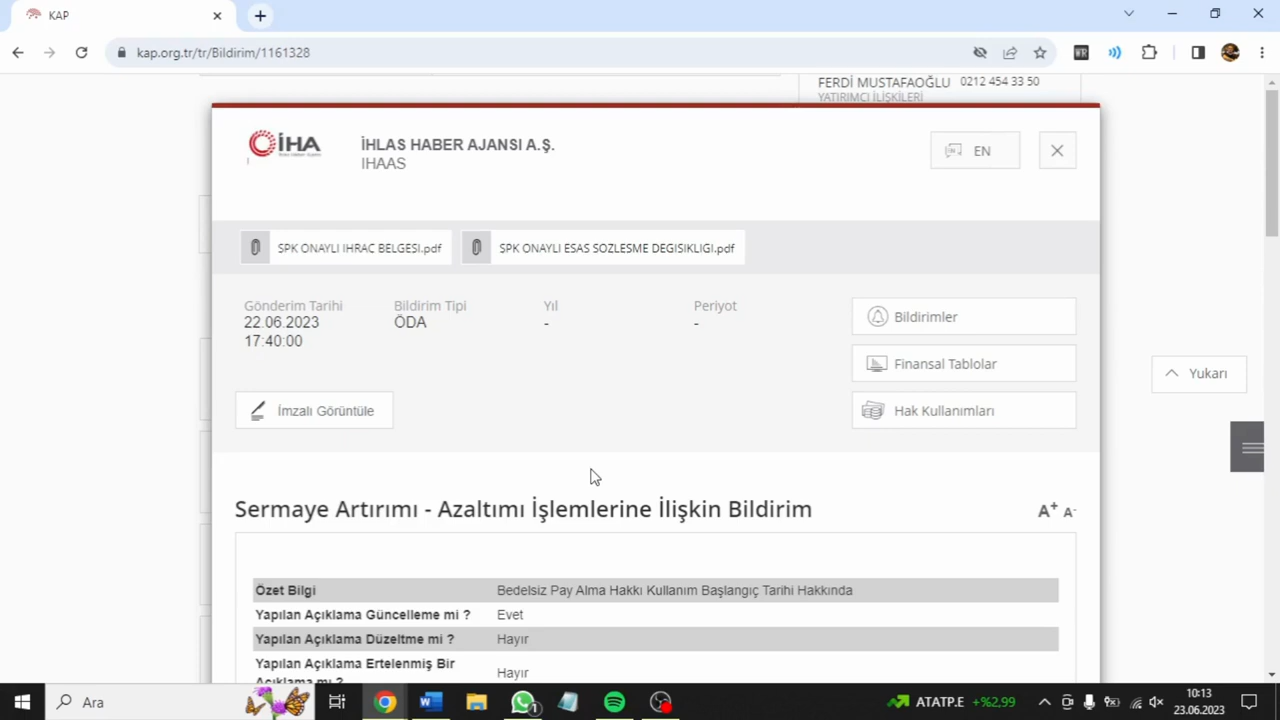 KAP
kap.org.tr/tr/Bildirim/1161328
WR
FERDİ MUSTAFAOĞLU 0212 454 33 50
YATIRIMCI İLİŞKİLERİ
İHA
İHLAS HABER AJANSI A.Ş.
IHAAS
EN
SPK ONAYLI IHRAC BELGESI.pdf
SPK ONAYLI ESAS SOZLESME DEGISIKLIGI.pdf
Gönderim Tarihi
22.06.2023
17:40:00
Bildirim Tipi
ÖDA
Yıl
-
Periyot
-
Bildirimler
Finansal Tablolar
Hak Kullanımları
Yukarı
İmzalı Görüntüle
Sermaye Artırımı - Azaltımı İşlemlerine İlişkin Bildirim
A+ A-
Özet Bilgi Bedelsiz Pay Alma Hakkı Kullanım Başlangıç Tarihi Hakkında
Yapılan Açıklama Güncelleme mi ? Evet
Yapılan Açıklama Düzeltme mi ? Hayır
Yapılan Açıklama Ertelenmiş Bir
Açıklama mı ? Hayır
Ara
1
ATATP.E +%2,99
10:13
23.06.2023